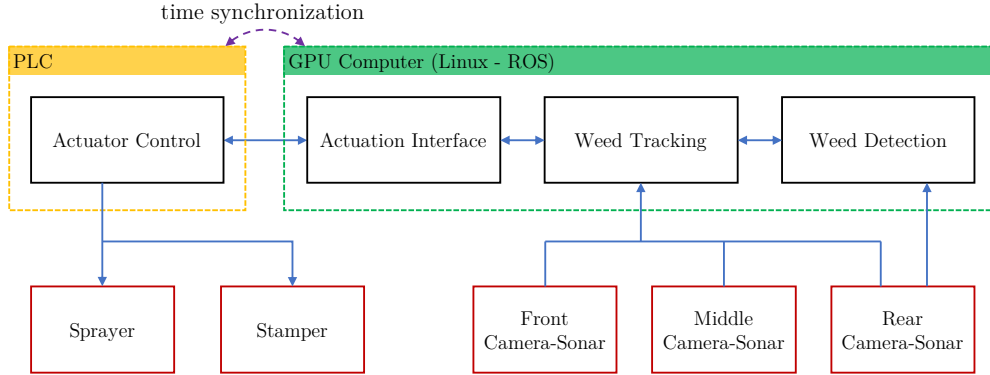 time synchronization
PLC
GPU Computer (Linux - ROS)
Actuator Control
Actuation Interface
Weed Tracking
Weed Detection
Sprayer
Stamper
Front
Camera-Sonar
Middle
Camera-Sonar
Rear
Camera-Sonar